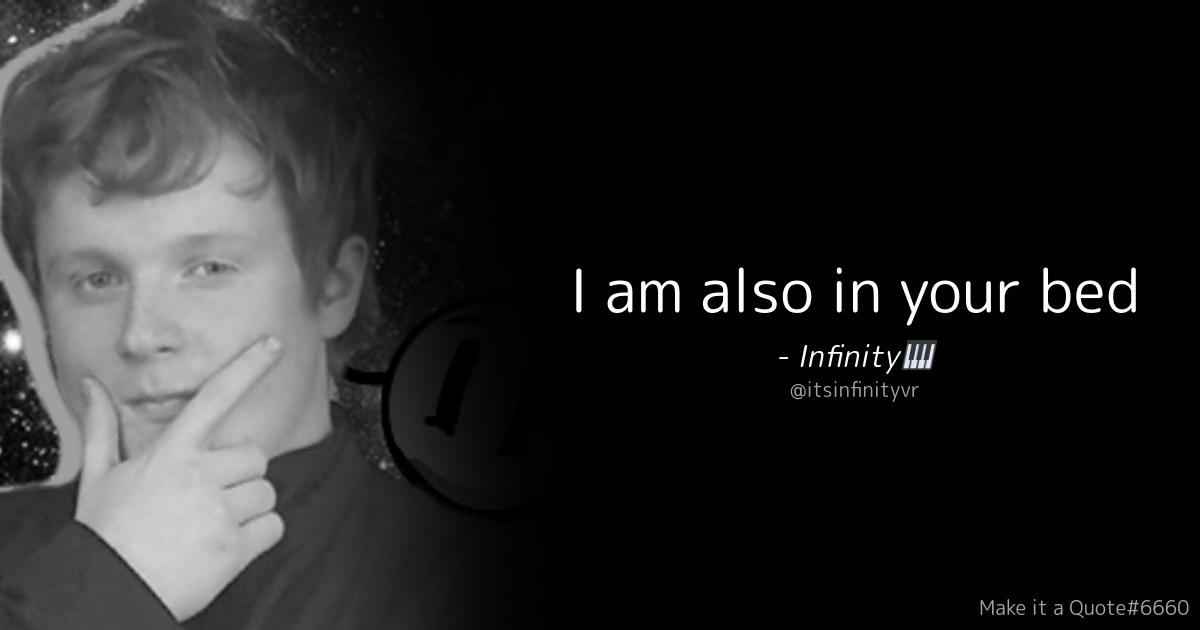 I am also in your bed
- Infinity🎹
@itsinfinityvr
Make it a Quote#6660